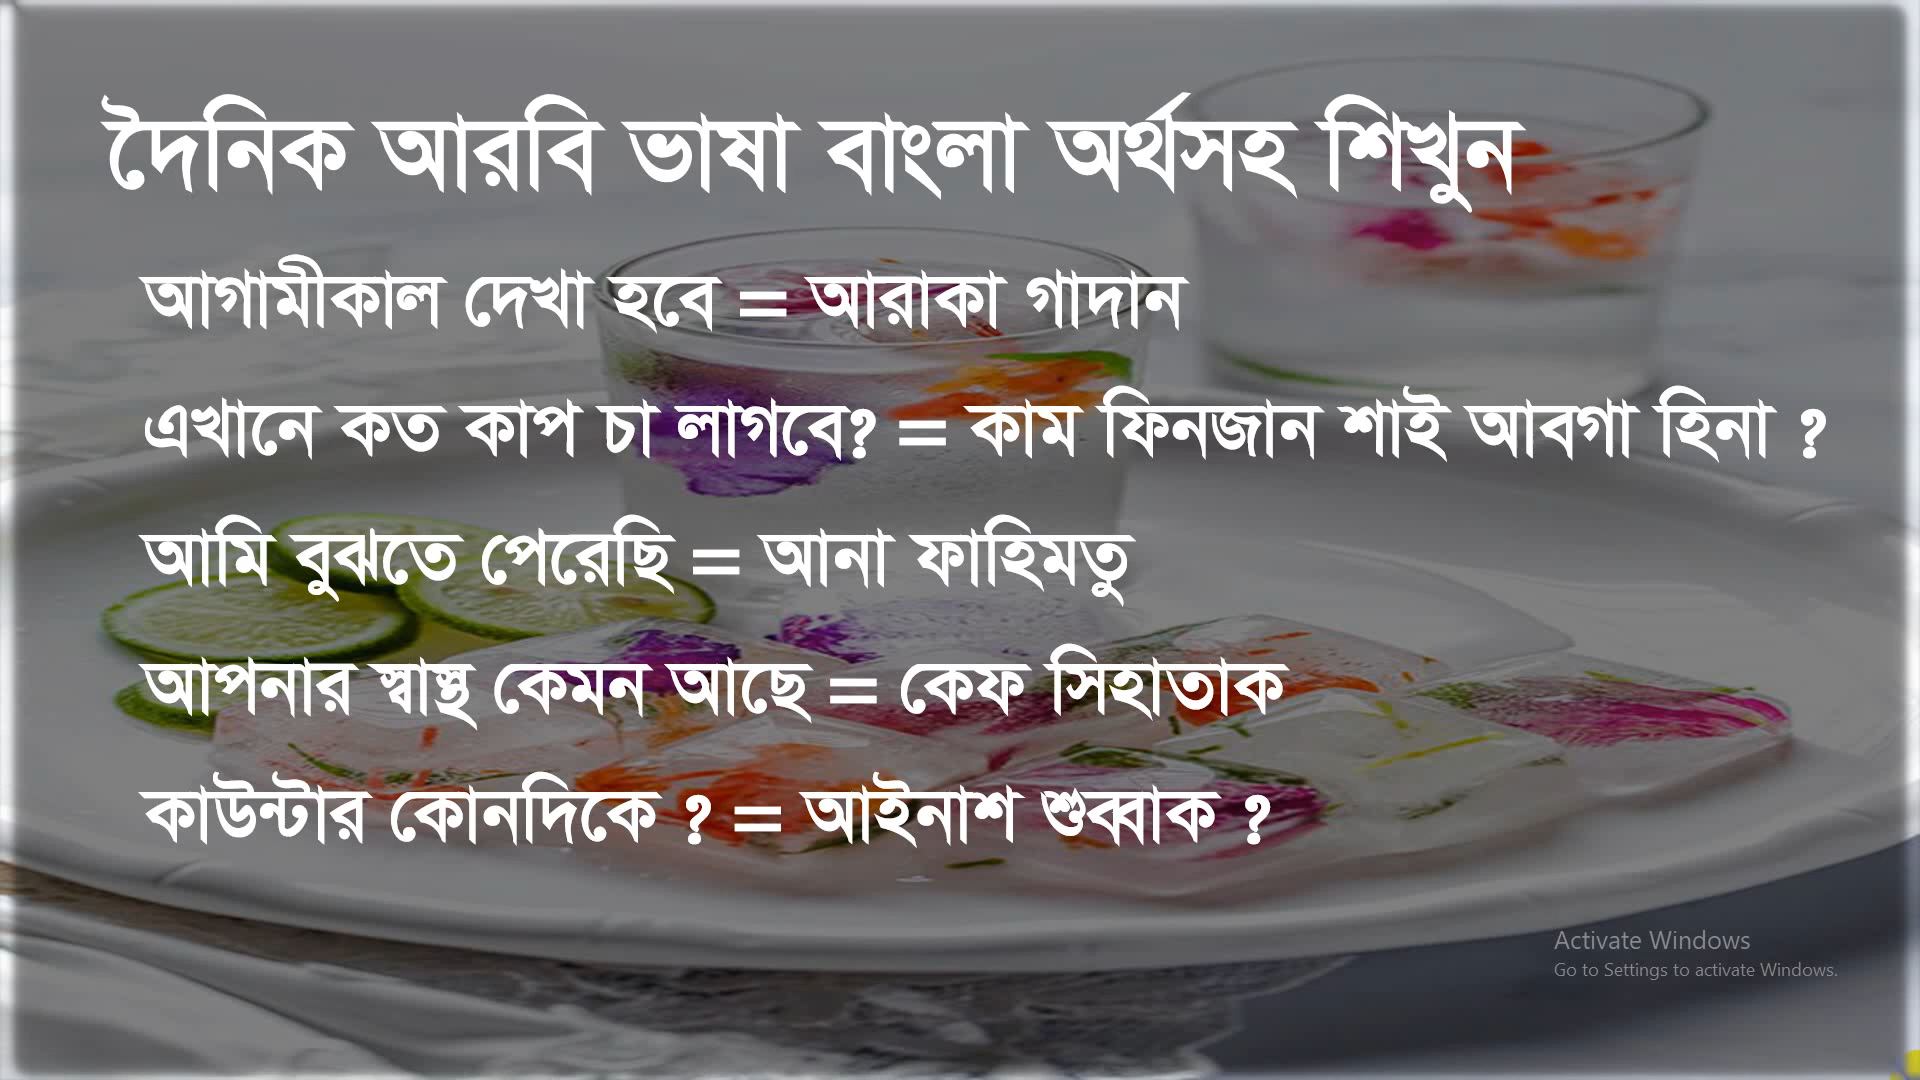 দৈনিক আরবি ভাষা বাংলা অর্থসহ শিখুন
আগামীকাল দেখা হবে = আরাকা গাদান
এখানে কত কাপ চা লাগবে? = কাম ফিনজান শাই আবগা হিনা ?
আমি বুঝতে পেরেছি = আনা ফাহিমতু
আপনার স্বাস্থ কেমন আছে = কেফ সিহাতাক
কাউন্টার কোনদিকে ? = আইনাশ শুব্বাক ?
Activate Windows
Go to Settings to activate Windows.